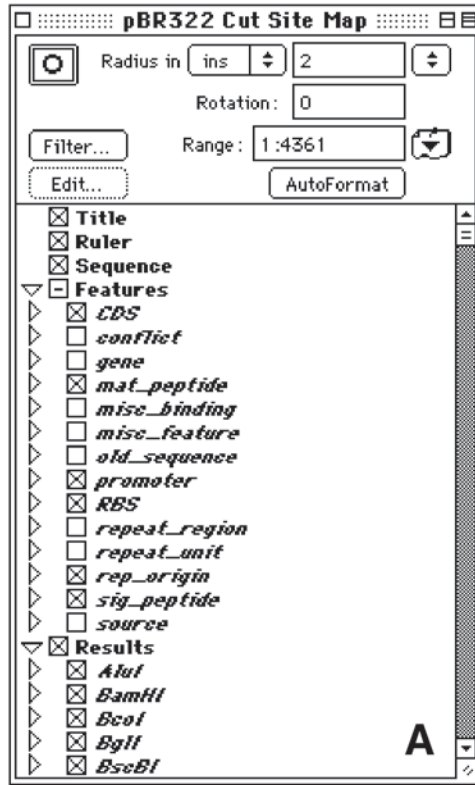 pBR322 Cut Site Map
Radius in ins 2
Rotation: 0
Filter... Range: 1:4361
Edit... AutoFormat
Title
Ruler
Sequence
Features
CDS
conflict
gene
mat_peptide
misc_binding
misc_feature
old_sequence
promoter
RBS
repeat_region
repeat_unit
rep_origin
sig_peptide
source
Results
AluI
BamHI
BcoI
BglI
BscBI
A